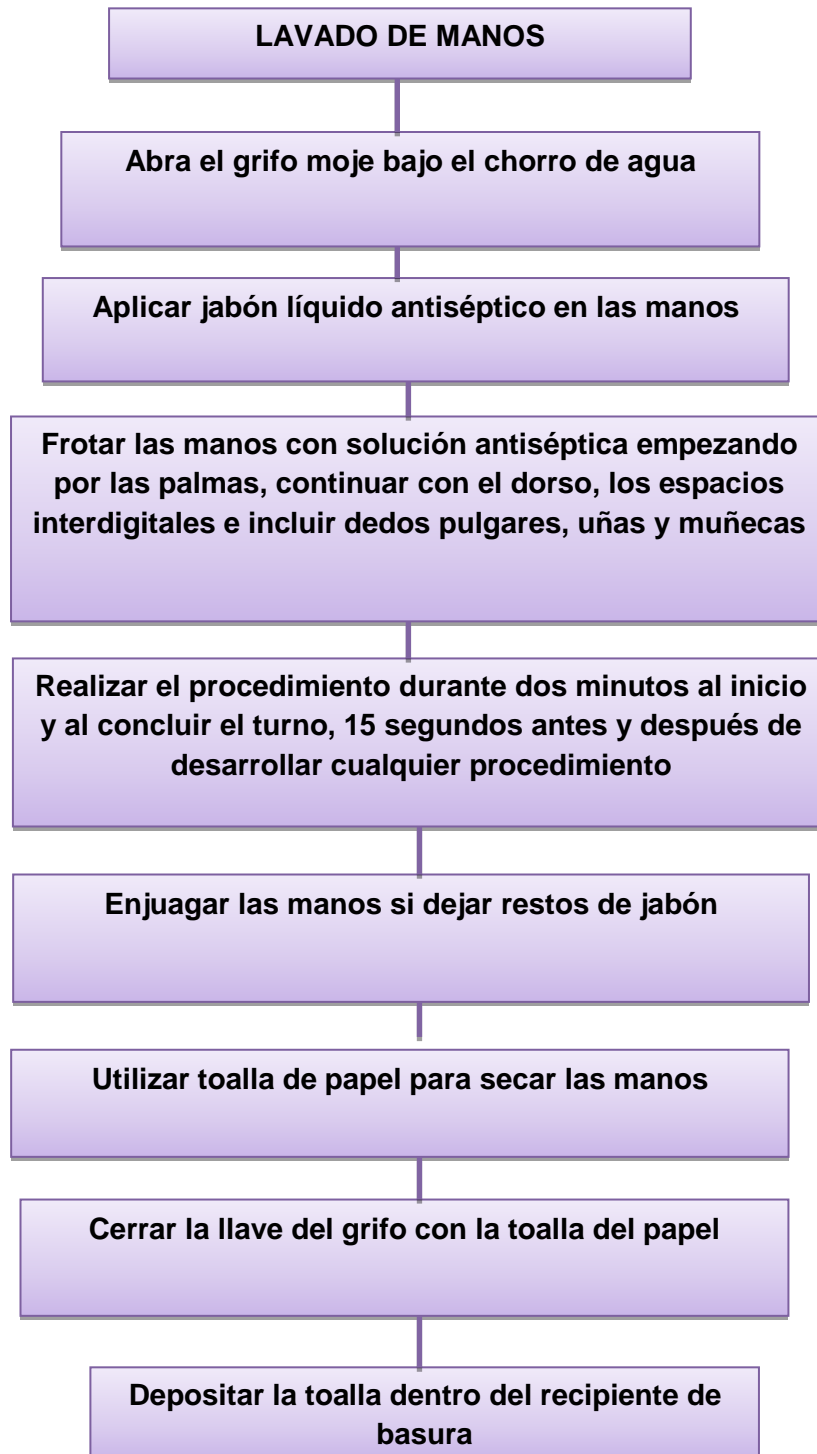 LAVADO DE MANOS
Abra el grifo moje bajo el chorro de agua
Aplicar jabón líquido antiséptico en las manos
Frotar las manos con solución antiséptica empezando
por las palmas, continuar con el dorso, los espacios
interdigitales e incluir dedos pulgares, uñas y muñecas
Realizar el procedimiento durante dos minutos al inicio
y al concluir el turno, 15 segundos antes y después de
desarrollar cualquier procedimiento
Enjuagar las manos si dejar restos de jabón
Utilizar toalla de papel para secar las manos
Cerrar la llave del grifo con la toalla del papel
Depositar la toalla dentro del recipiente de
basura